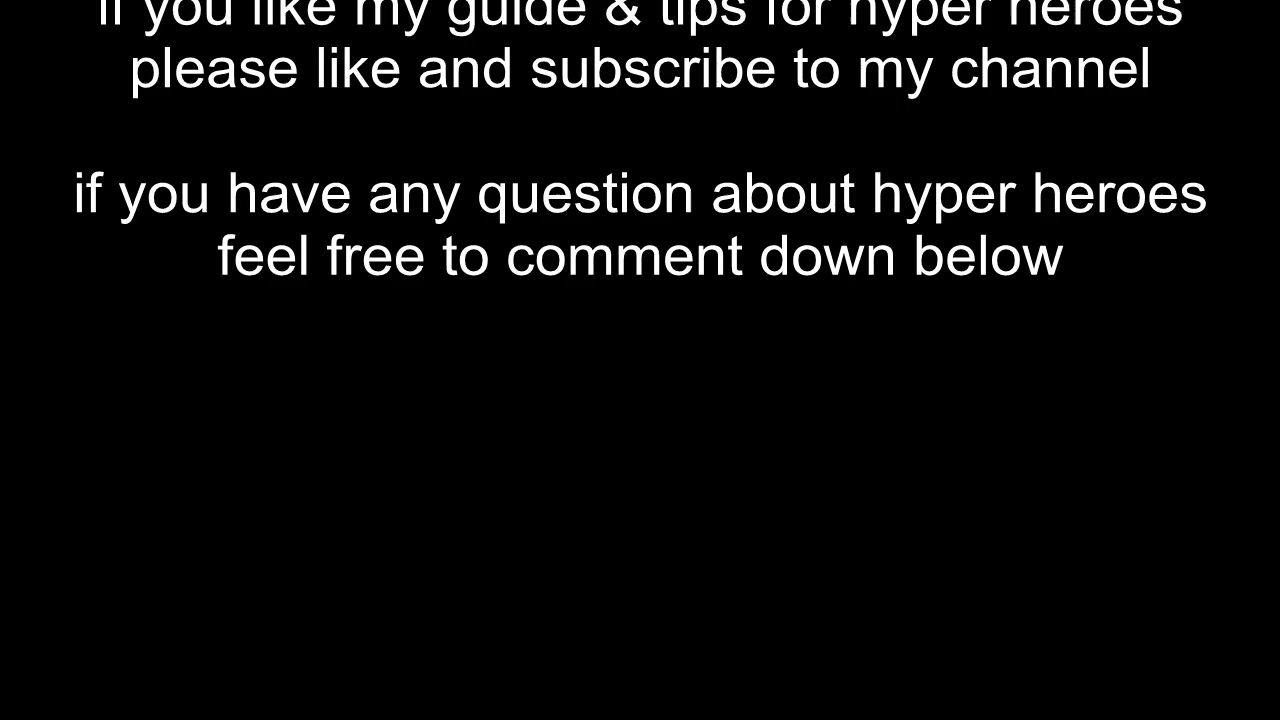 if you like my guide & tips for hyper heroes
please like and subscribe to my channel
if you have any question about hyper heroes
feel free to comment down below